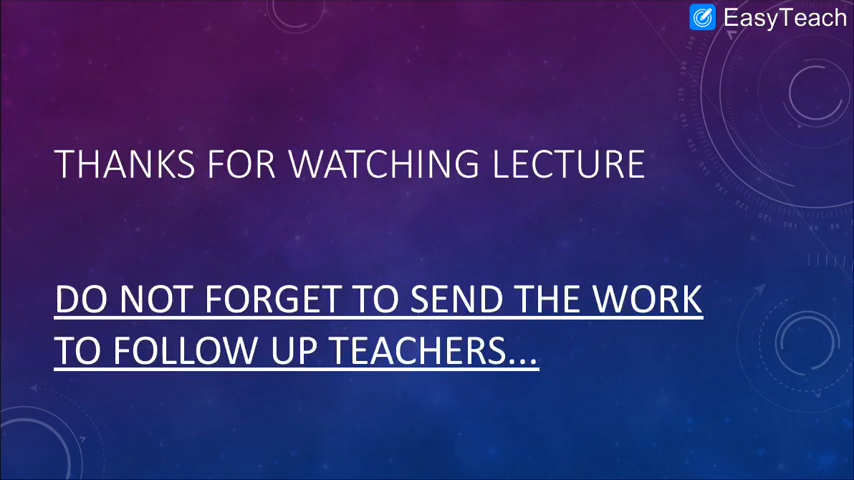 EasyTeach
THANKS FOR WATCHING LECTURE
DO NOT FORGET TO SEND THE WORK
TO FOLLOW UP TEACHERS...